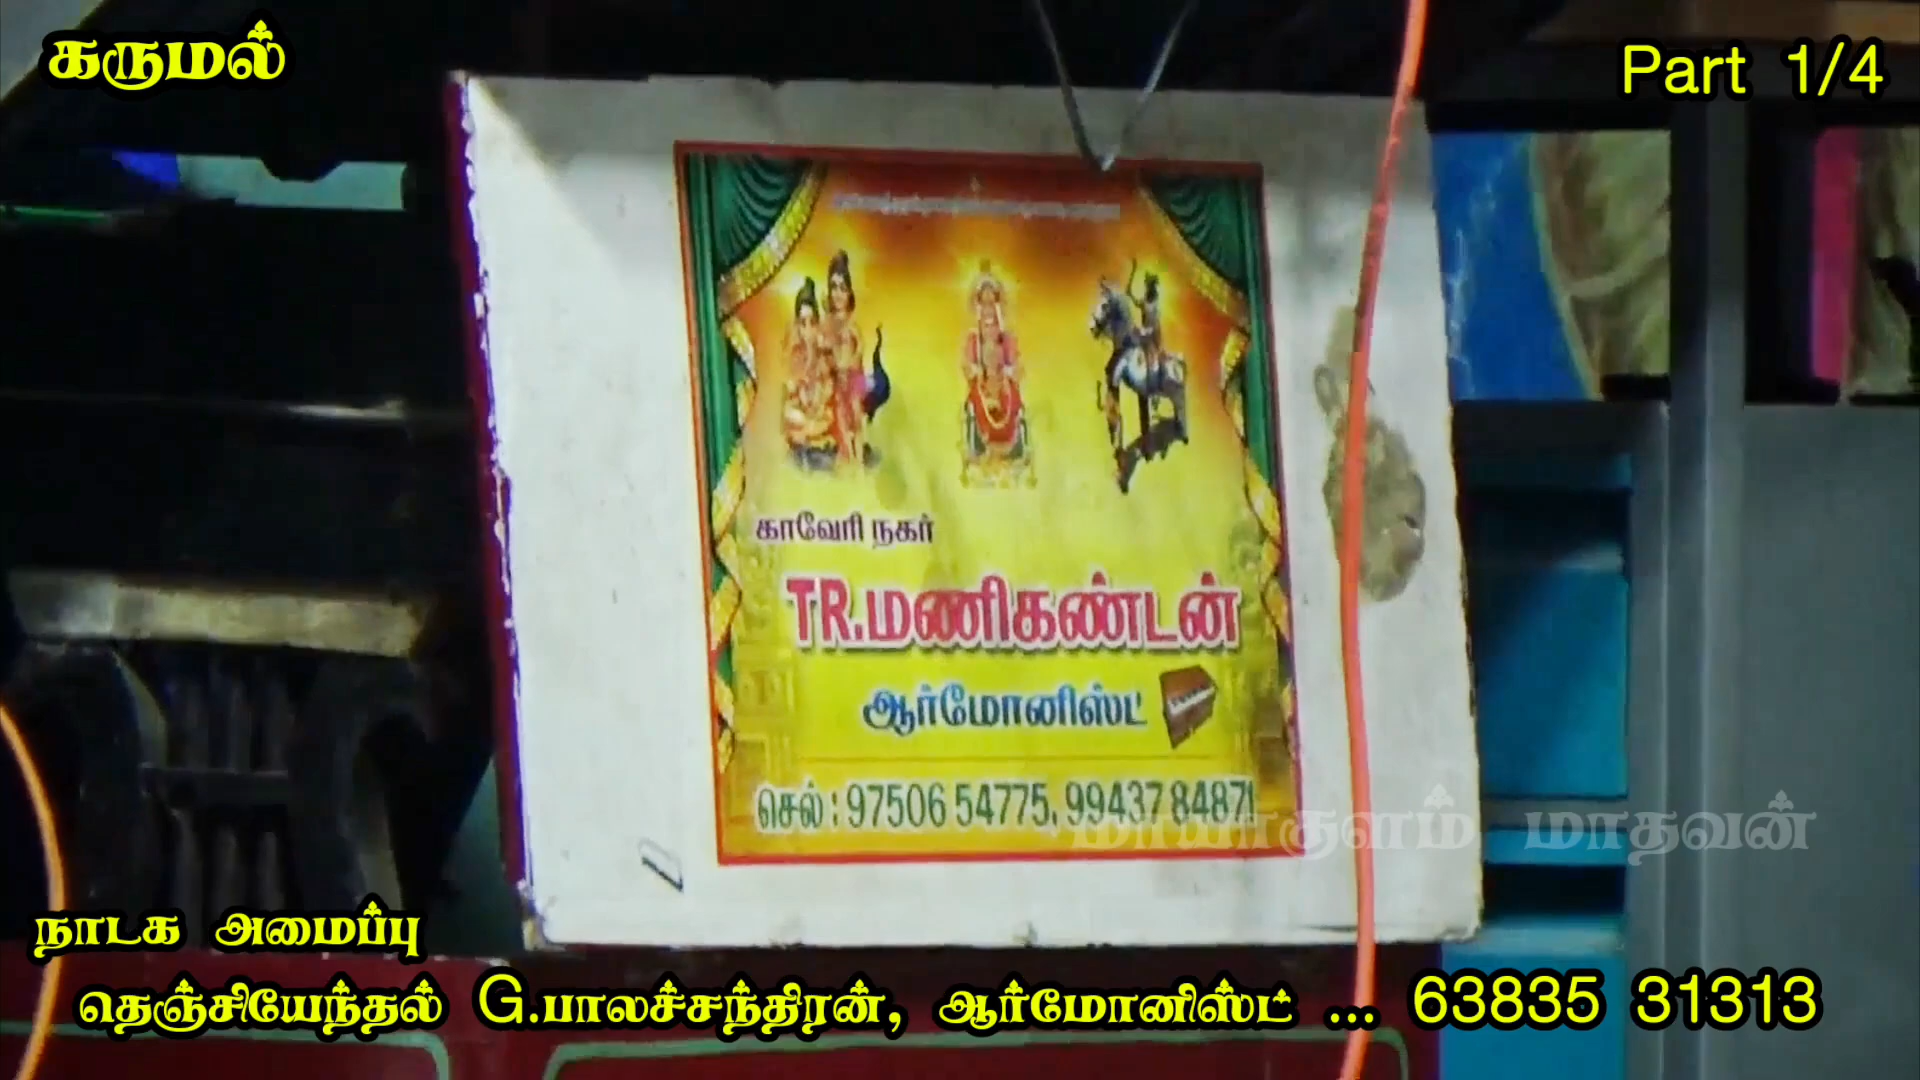 கருமல்
Part 1/4
காவேரி நகர்
TR.மணிகண்டன்
ஆர்மோனிஸ்ட்
செல் : 97506 54775, 99437 84871
மாயாகுளம் மாதவன்
நாடக அமைப்பு
தெஞ்சியேந்தல் G.பாலச்சந்திரன், ஆர்மோனிஸ்ட் ... 63835 31313